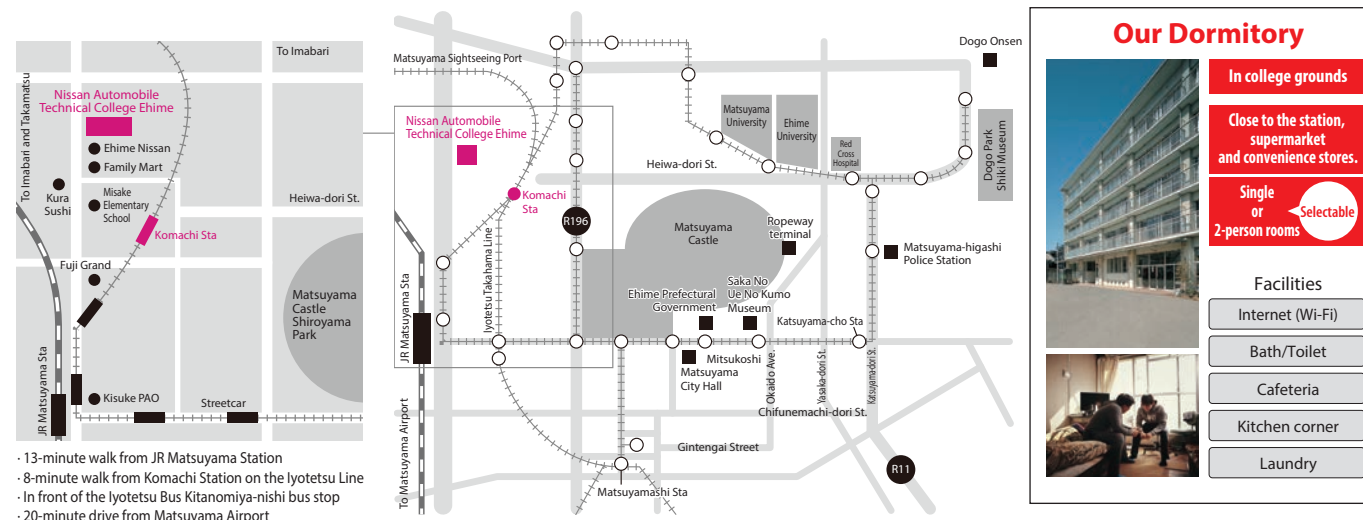 To Imabari
To Imabari and Takamatsu
Nissan Automobile
Technical College Ehime
Ehime Nissan
Family Mart
Kura
Sushi
Misake
Elementary
School
Heiwa-dori St.
Komachi Sta
Fuji Grand
Matsuyama
Castle
Shiroyama
Park
JR Matsuyama Sta
Kisuke PAO
Streetcar
· 13-minute walk from JR Matsuyama Station
· 8-minute walk from Komachi Station on the Iyotetsu Line
· In front of the Iyotetsu Bus Kitanomiya-nishi bus stop
· 20-minute drive from Matsuyama Airport
Matsuyama Sightseeing Port
Nissan Automobile
Technical College Ehime
Komachi
Sta
R196
Iyotetsu Takahama Line
JR Matsuyama Sta
To Matsuyama Airport
Dogo Onsen
Matsuyama
University
Ehime
University
Red
Cross
Hospital
Dogo Park
Shiki Museum
Heiwa-dori St.
Matsuyama
Castle
Ropeway
terminal
Matsuyama-higashi
Police Station
Ehime Prefectural
Government
Saka No
Ue No Kumo
Museum
Katsuyama-cho Sta
Mitsukoshi
Matsuyama
City Hall
Okaido Ave.
Yasaka-dori St.
Katsuyama-dori St.
Chifunemachi-dori St.
Gintengai Street
Matsuyamashi Sta
R11
Our Dormitory
In college grounds
Close to the station,
supermarket
and convenience stores.
Single
or
2-person rooms
Selectable
Facilities
Internet (Wi-Fi)
Bath/Toilet
Cafeteria
Kitchen corner
Laundry